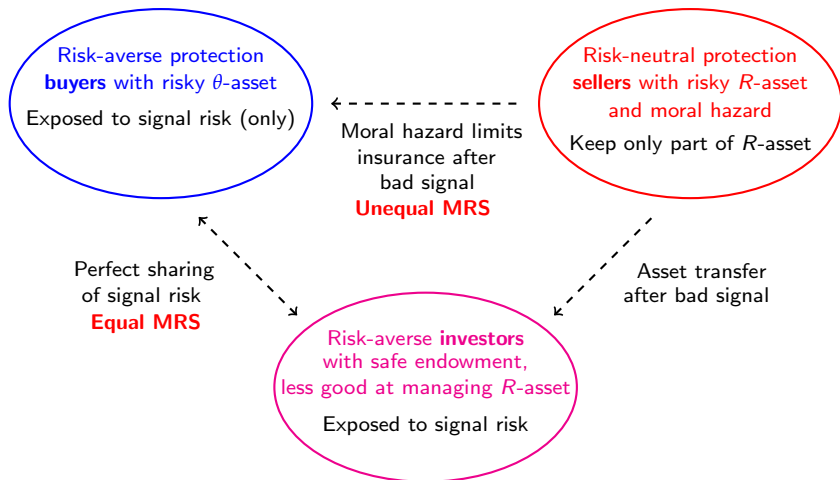 Risk-averse protection
buyers with risky θ-asset
Exposed to signal risk (only)
Risk-neutral protection
sellers with risky R-asset
and moral hazard
Keep only part of R-asset
Moral hazard limits
insurance after
bad signal
Unequal MRS
Perfect sharing
of signal risk
Equal MRS
Asset transfer
after bad signal
Risk-averse investors
with safe endowment,
less good at managing R-asset
Exposed to signal risk